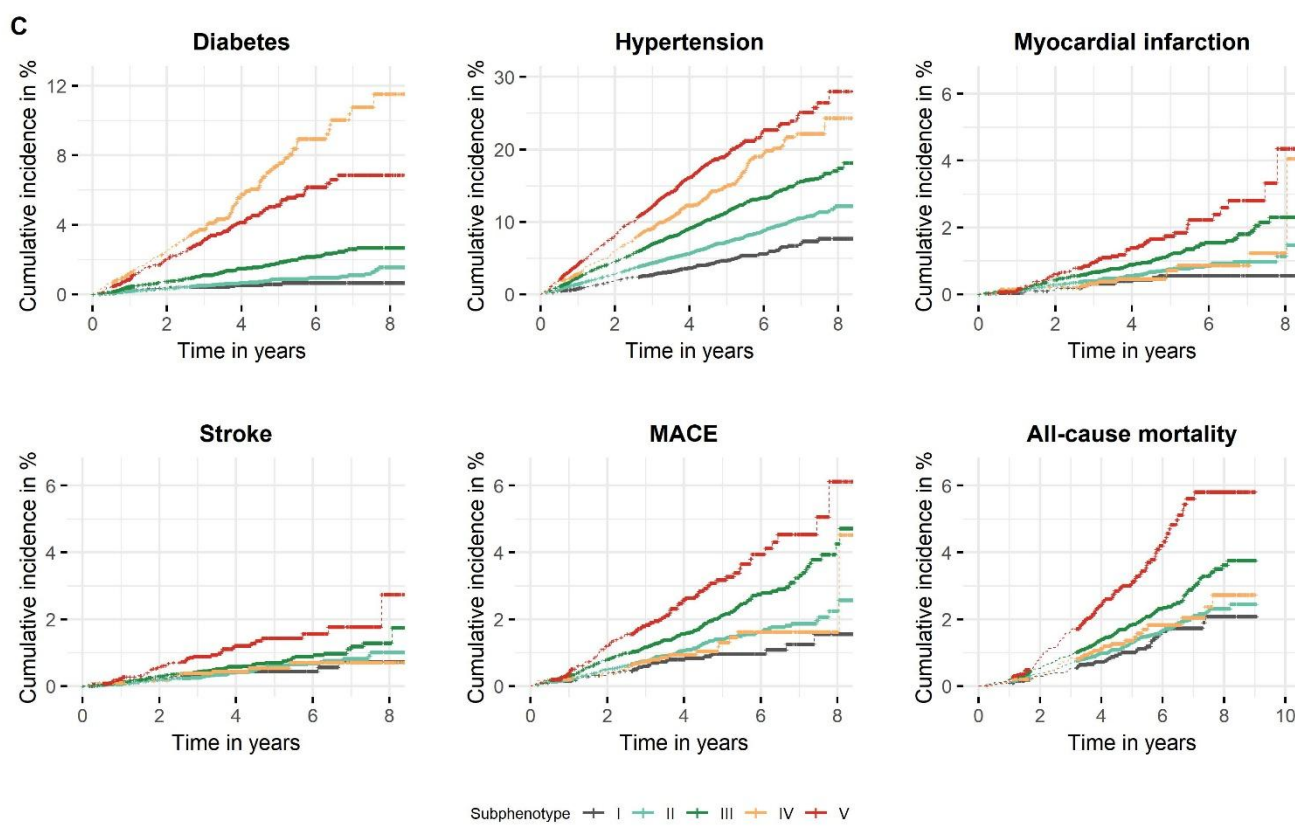 C
Diabetes
Hypertension
Myocardial infarction
Cumulative incidence in %
12
8
4
0
0 2 4 6 8
Time in years
Cumulative incidence in %
30
20
10
0
0 2 4 6 8
Time in years
Cumulative incidence in %
6
4
2
0
0 2 4 6 8
Time in years
Stroke
MACE
All-cause mortality
Cumulative incidence in %
6
4
2
0
0 2 4 6 8
Time in years
Cumulative incidence in %
6
4
2
0
0 2 4 6 8
Time in years
Cumulative incidence in %
6
4
2
0
0 2 4 6 8 10
Time in years
Subphenotype I II III IV V